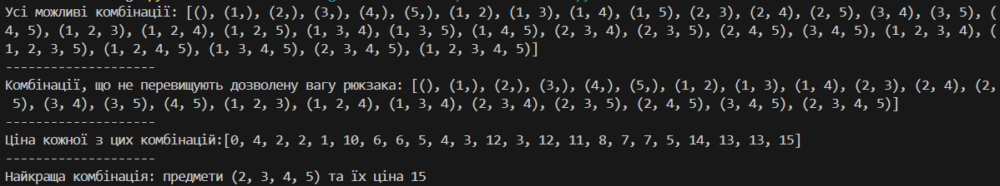 Усі можливі комбінації: [(), (1,), (2,), (3,), (4,), (5,), (1, 2), (1, 3), (1, 4), (1, 5), (2, 3), (2, 4), (2, 5), (3, 4), (3, 5), (
4, 5), (1, 2, 3), (1, 2, 4), (1, 2, 5), (1, 3, 4), (1, 3, 5), (1, 4, 5), (2, 3, 4), (2, 3, 5), (2, 4, 5), (3, 4, 5), (1, 2, 3, 4), (
1, 2, 3, 5), (1, 2, 4, 5), (1, 3, 4, 5), (2, 3, 4, 5), (1, 2, 3, 4, 5)]
--------------------
Комбінації, що не перевищують дозволену вагу рюкзака: [(), (1,), (2,), (3,), (4,), (5,), (1, 2), (1, 3), (1, 4), (2, 3), (2, 4), (2,
5), (3, 4), (3, 5), (4, 5), (1, 2, 3), (1, 2, 4), (1, 3, 4), (2, 3, 4), (2, 3, 5), (2, 4, 5), (3, 4, 5), (2, 3, 4, 5)]
--------------------
Ціна кожної з цих комбінацій:[0, 4, 2, 2, 1, 10, 6, 6, 5, 4, 3, 12, 3, 12, 11, 8, 7, 7, 5, 14, 13, 13, 15]
--------------------
Найкраща комбінація: предмети (2, 3, 4, 5) та їх ціна 15